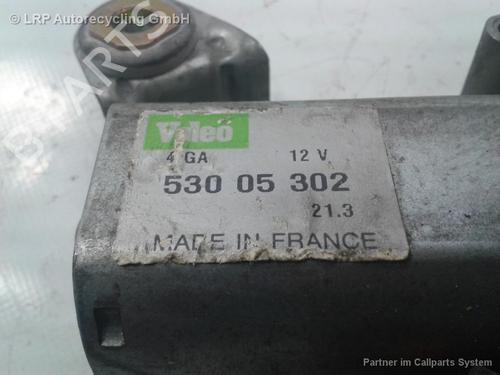 © LRP Autorecycling GmbH
PARTS
Valeo
4 GA 12 V
530 05 302
21.3
MADE IN FRANCE
Partner im Callparts System